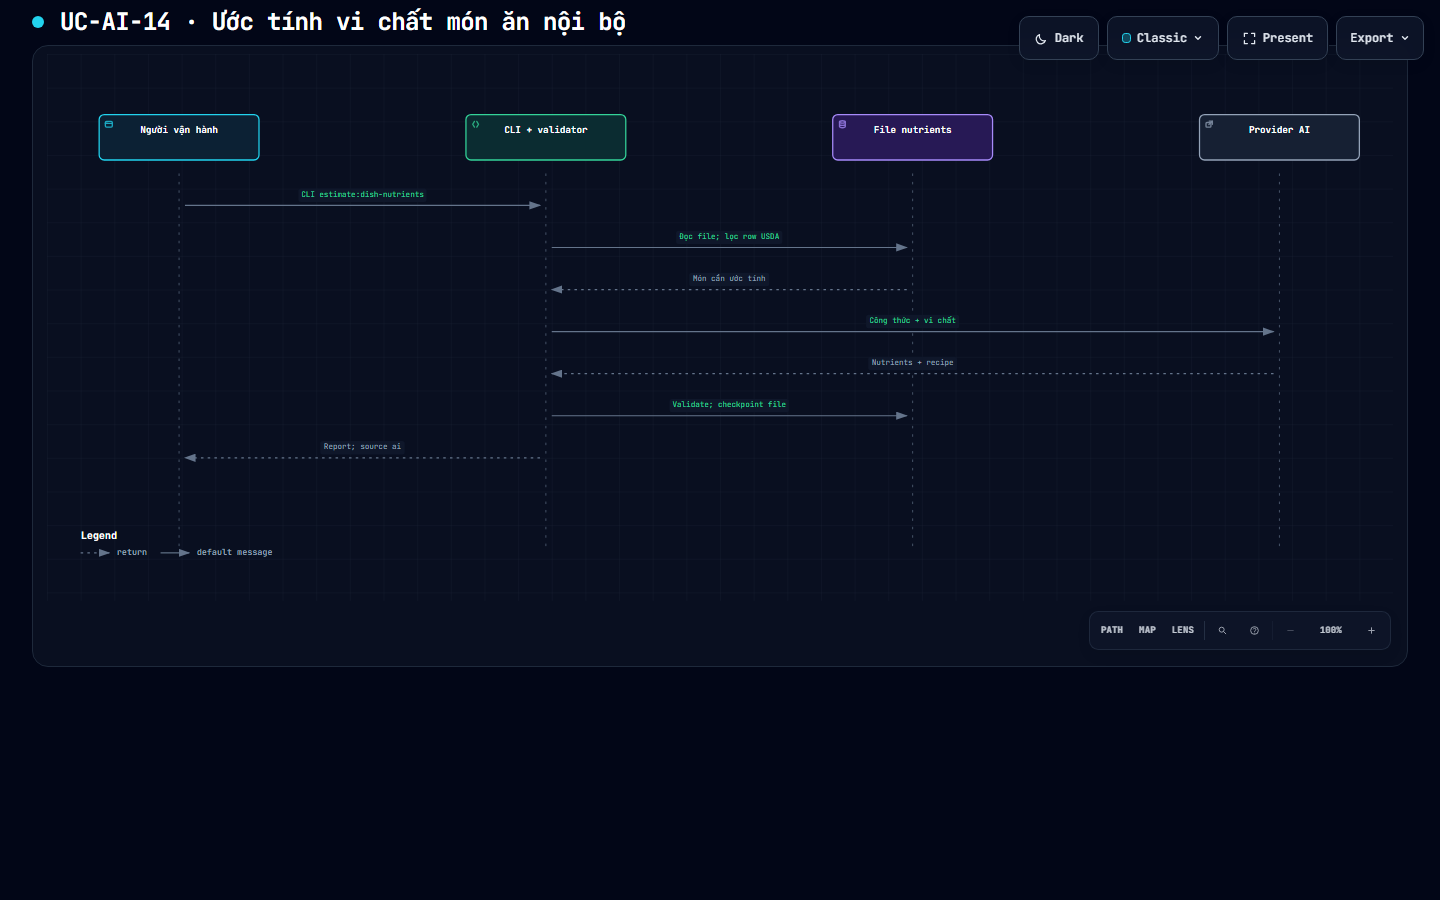 UC-AI-14 · Ước tính vi chất món ăn nội bộ
Dark
Classic
Present
Export
Người vận hành
CLI + validator
File nutrients
Provider AI
CLI estimate:dish-nutrients
Đọc file; lọc row USDA
Món cần ước tính
Công thức + vi chất
Nutrients + recipe
Validate; checkpoint file
Report; source ai
Legend
return
default message
PATH
MAP
LENS
100%